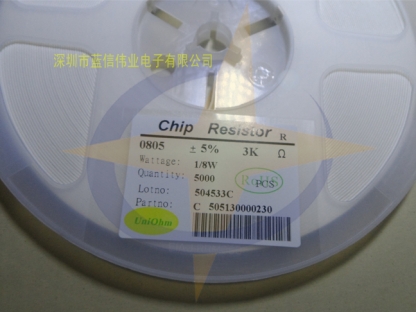 深圳市蓝信伟业电子有限公司
Chip Resistor R
0805 ±5% 3K Ω
Wattage: 1/8W
Quantity: 5000 PCS
Lotno: 504533C
Partno: C 505130000230
UniOhm
RoHS